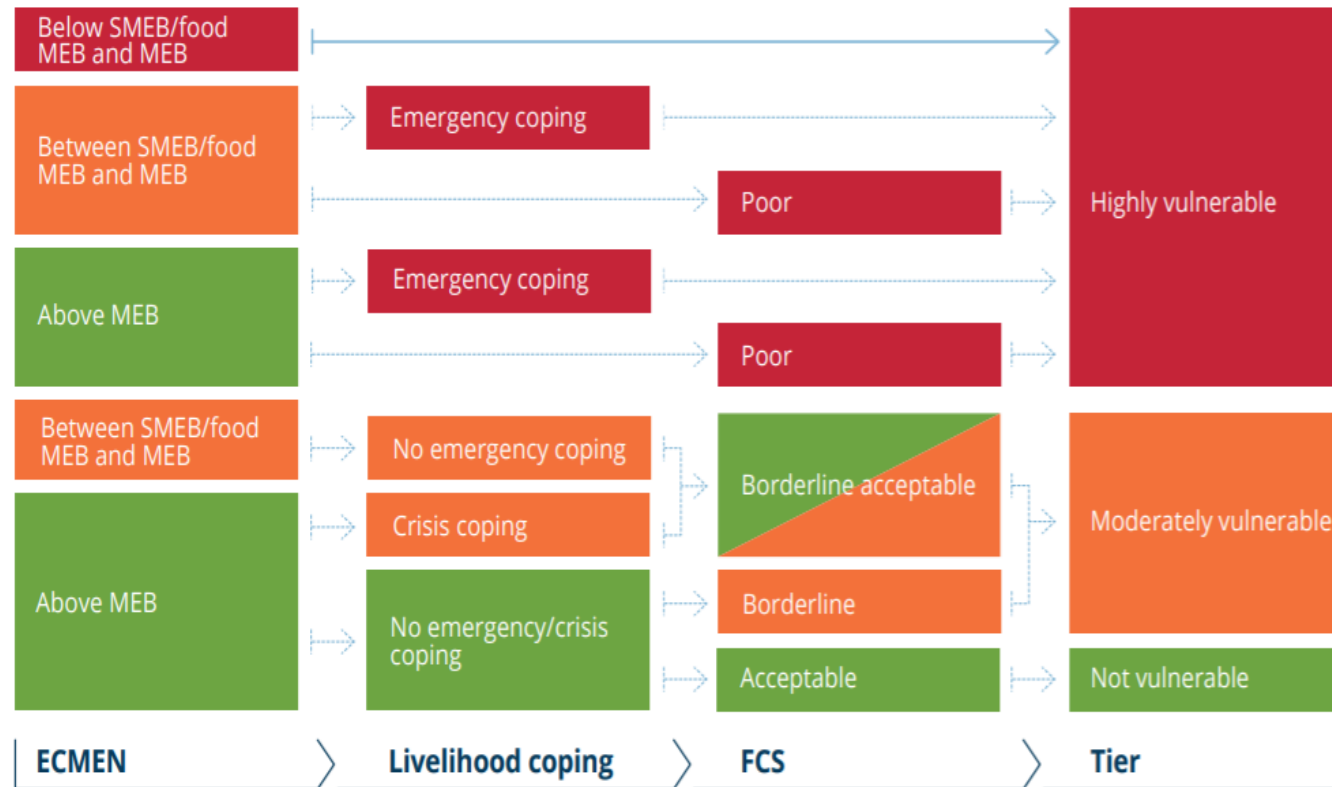 Below SMEB/food
MEB and MEB
Between SMEB/food
MEB and MEB
Emergency coping
Poor
Highly vulnerable
Above MEB
Emergency coping
Poor
Between SMEB/food
MEB and MEB
No emergency coping
Borderline acceptable
Crisis coping
Moderately vulnerable
Above MEB
No emergency/crisis
coping
Borderline
Acceptable
Not vulnerable
ECMEN
Livelihood coping
FCS
Tier